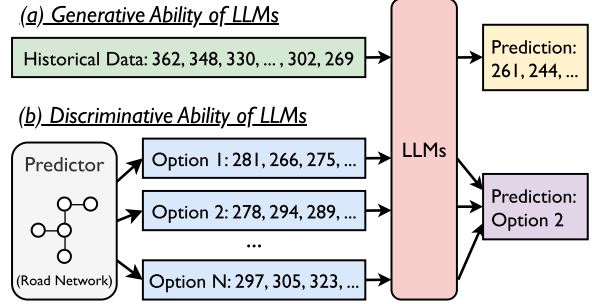 (a) Generative Ability of LLMs
Historical Data: 362, 348, 330, ... , 302, 269
Prediction:
261, 244, ...
(b) Discriminative Ability of LLMs
Predictor
(Road Network)
Option 1: 281, 266, 275, ...
Option 2: 278, 294, 289, ...
...
Option N: 297, 305, 323, ...
LLMs
Prediction:
Option 2